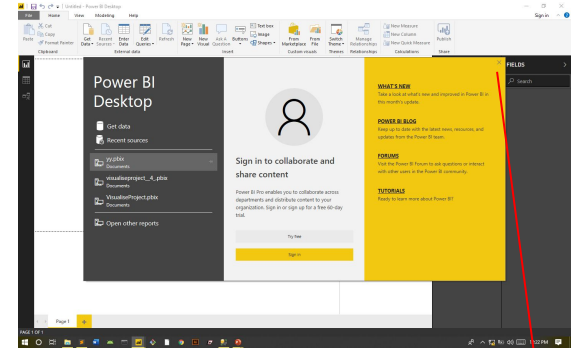 Untitled - Power BI Desktop
Sign in
File Home View Modeling Help
Paste
Cut
Copy
Format Painter
Clipboard
Get Data
Recent Sources
Enter Data
Edit Queries
External data
Refresh
New Page
New Visual
Ask A Question
Buttons
Text box
Image
Shapes
Insert
From Marketplace
From File
Custom visuals
Switch Theme
Themes
Manage Relationships
Relationships
New Measure
New Column
New Quick Measure
Calculations
Publish
Share
Power BI
Desktop
Get data
Recent sources
yy.pbix
Documents
visualiseproject_4_pbix
Documents
VisualiseProject.pbix
Documents
Open other reports
Sign in to collaborate and
share content
Power BI Pro enables you to collaborate across
departments and distribute content to your
organization. Sign in or sign up for a free 60-day
trial.
Try free
Sign in
WHAT'S NEW
Take a look at what's new and improved in Power BI in
this month's update.
POWER BI BLOG
Keep up to date with the latest news, resources, and
updates from the Power BI team.
FORUMS
Visit the Power BI Forum to ask questions or interact
with other users in the Power BI community.
TUTORIALS
Ready to learn more about Power BI?
FIELDS
Search
Page 1
PAGE 1 OF 1